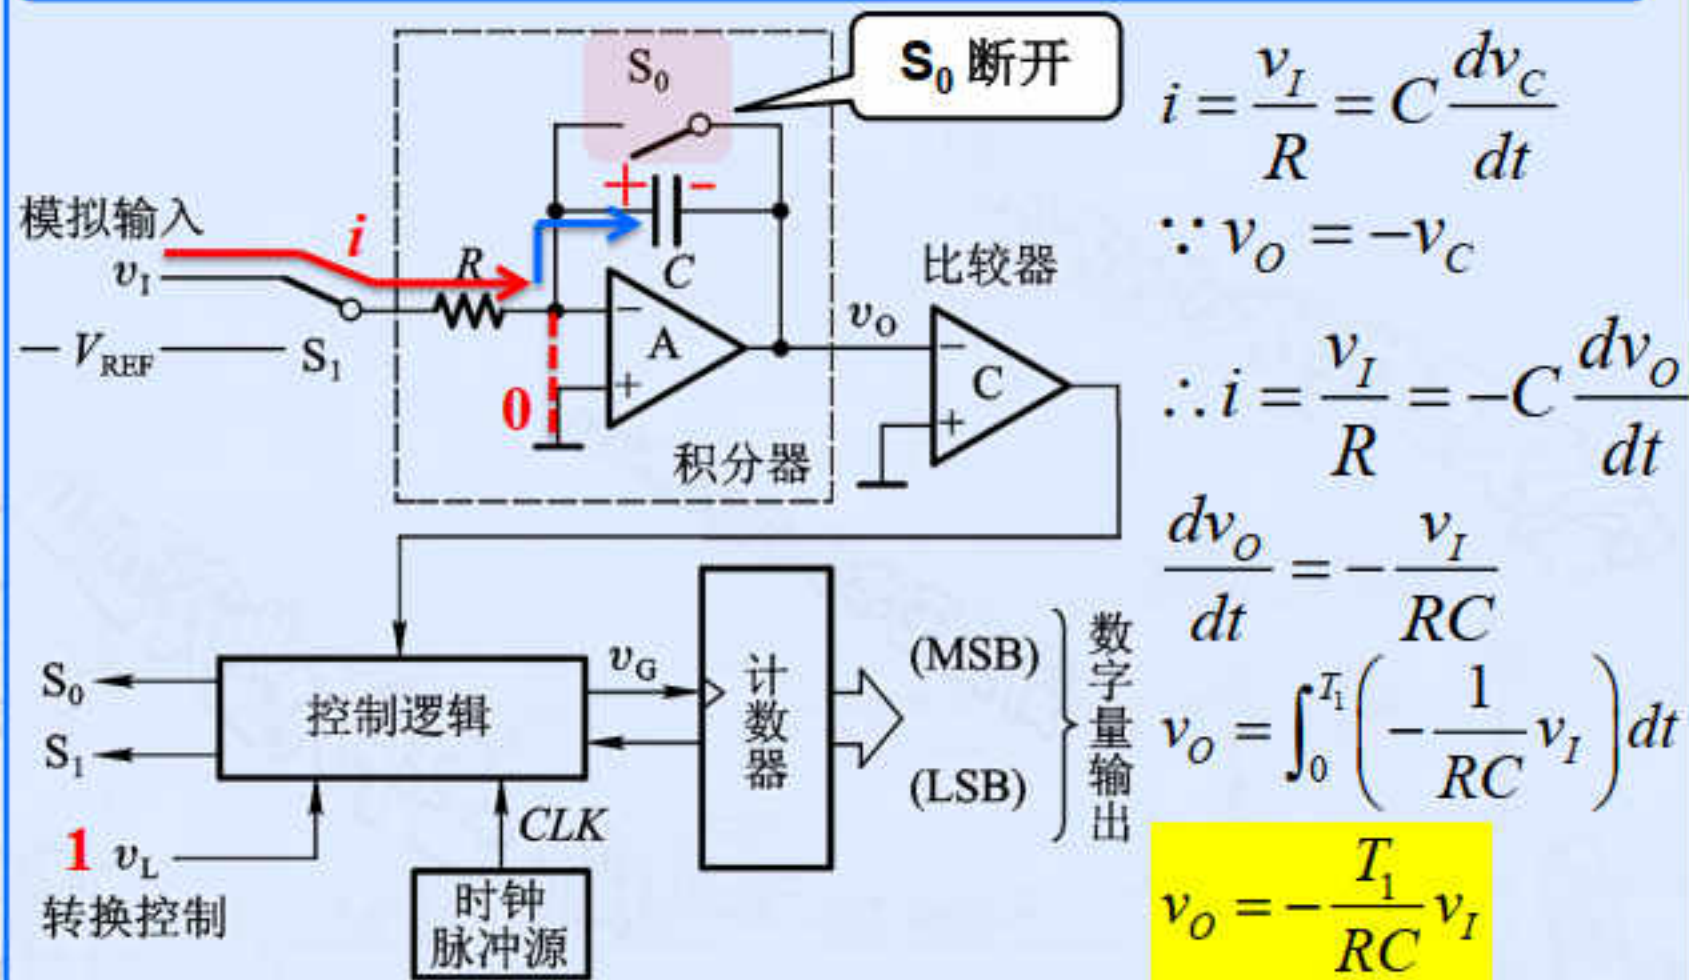 S₀
S₀ 断开
+ -
模拟输入
i
v_I
R
C
- V_REF
S₁
-
A
+
0
积分器
v_O
比较器
-
C
+
S₀
S₁
控制逻辑
v_G
计数器
(MSB)
(LSB)
数字量输出
1 v_L
转换控制
CLK
时钟
脉冲源
i = v_I/R = C dv_C/dt
∵ v_O = -v_C
∴ i = v_I/R = -C dv_O/dt
dv_O/dt = - v_I/RC
v_O = ∫₀^T₁ (- 1/RC v_I) dt
v_O = - T₁/RC v_I